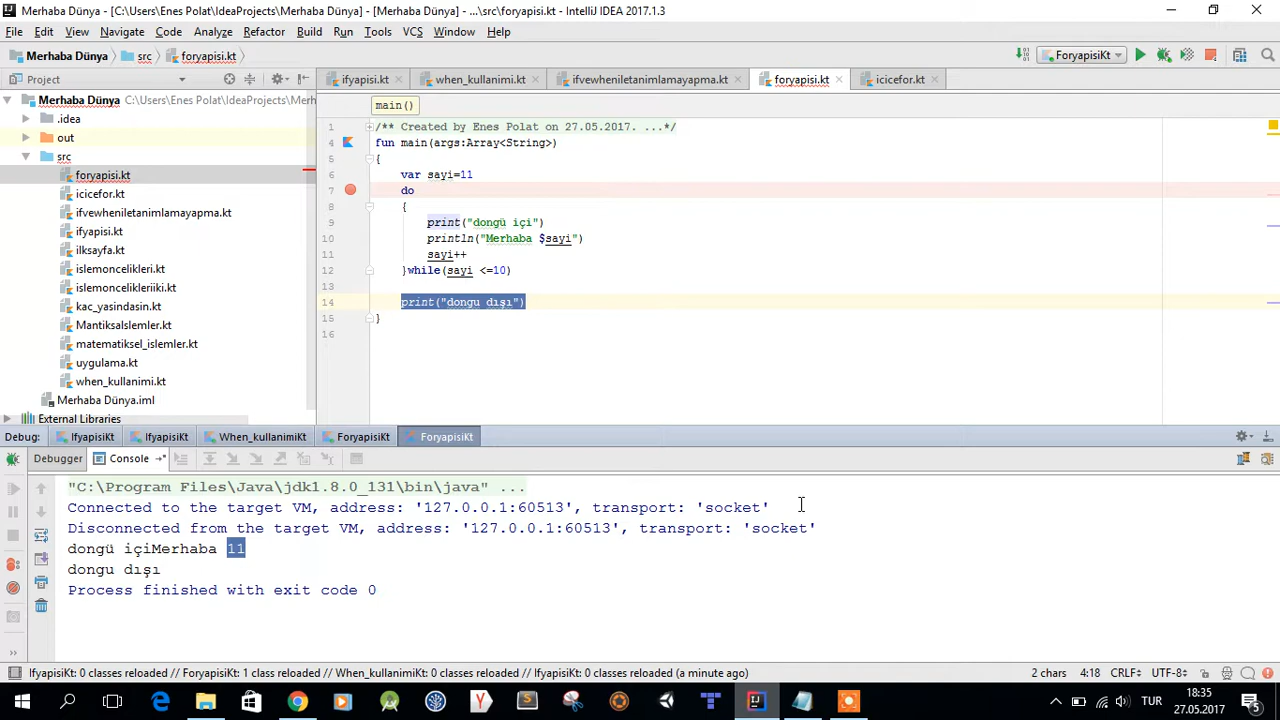 Merhaba Dünya - [C:\Users\Enes Polat\IdeaProjects\Merhaba Dünya] - [Merhaba Dünya] - ...\src\foryapisi.kt - IntelliJ IDEA 2017.1.3
File Edit View Navigate Code Analyze Refactor Build Run Tools VCS Window Help
Merhaba Dünya src foryapisi.kt ForyapisiKt
Project ifyapisi.kt when_kullanimi.kt ifvewheniletanimlamayapma.kt foryapisi.kt icicefor.kt
Merhaba Dünya C:\Users\Enes Polat\IdeaProjects\Merh
.idea
out
src
foryapisi.kt
icicefor.kt
ifvewheniletanimlamayapma.kt
ifyapisi.kt
ilksayfa.kt
islemoncelikleri.kt
islemoncelikleriiki.kt
kac_yasindasin.kt
MantiksalIslemler.kt
matematiksel_islemler.kt
uygulama.kt
when_kullanimi.kt
Merhaba Dünya.iml
External Libraries
main()
1 /** Created by Enes Polat on 27.05.2017. ...*/
4 fun main(args:Array<String>)
5 {
6 var sayi=11
7 do
8 {
9 print("dongü içi")
10 println("Merhaba $sayi")
11 sayi++
12 }while(sayi <=10)
13
14 print("dongu dışı")
15 }
16
Debug: IfyapisiKt IfyapisiKt When_kullanimiKt ForyapisiKt ForyapisiKt
Debugger Console
"C:\Program Files\Java\jdk1.8.0_131\bin\java" ...
Connected to the target VM, address: '127.0.0.1:60513', transport: 'socket'
Disconnected from the target VM, address: '127.0.0.1:60513', transport: 'socket'
dongü içiMerhaba 11
dongu dışı
Process finished with exit code 0
IfyapisiKt: 0 classes reloaded // ForyapisiKt: 1 class reloaded // When_kullanimiKt: 0 classes reloaded // IfyapisiKt: 0 classes reloaded (a minute ago) 2 chars 4:18 CRLF÷ UTF-8÷
TUR 18:35
27.05.2017 5